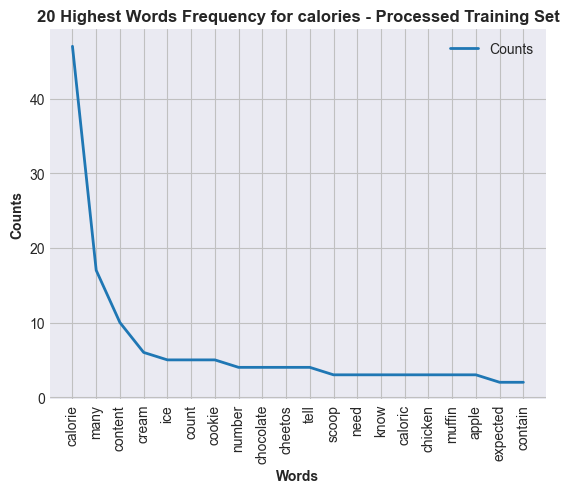 20 Highest Words Frequency for calories - Processed Training Set
Counts
Counts
40
30
20
10
0
calorie
many
content
cream
ice
count
cookie
number
chocolate
cheetos
tell
scoop
need
know
caloric
chicken
muffin
apple
expected
contain
Words